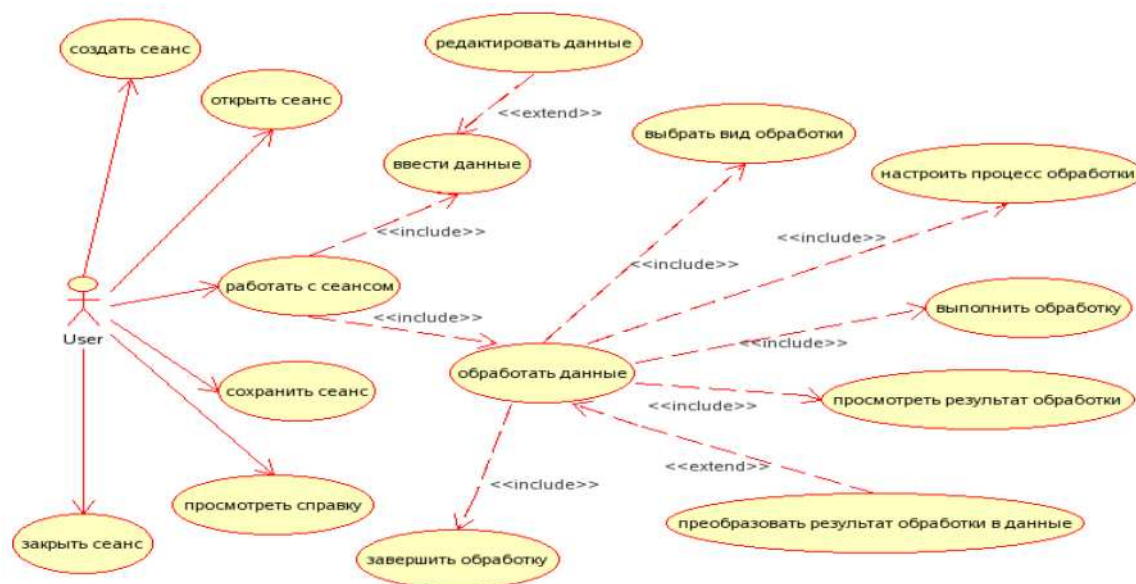 создать сеанс
редактировать данные
открыть сеанс
<<extend>>
выбрать вид обработки
ввести данные
настроить процесс обработки
<<include>>
<<include>>
<<include>>
работать с сеансом
<<include>>
<<include>>
выполнить обработку
User
обработать данные
сохранить сеанс
<<include>>
просмотреть результат обработки
<<extend>>
<<include>>
просмотреть справку
преобразовать результат обработки в данные
закрыть сеанс
завершить обработку